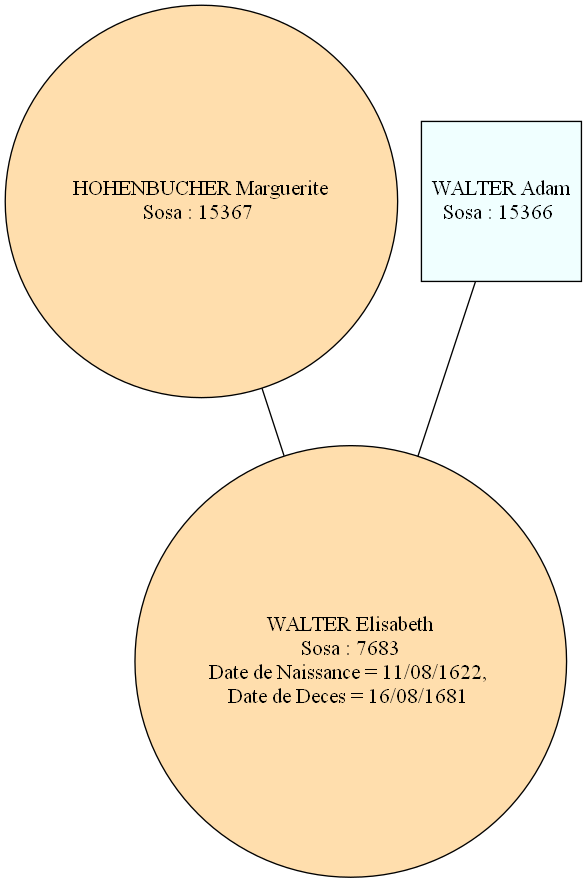 HOHENBUCHER Marguerite
Sosa : 15367
WALTER Adam
Sosa : 15366
WALTER Elisabeth
Sosa : 7683
Date de Naissance = 11/08/1622,
Date de Deces = 16/08/1681